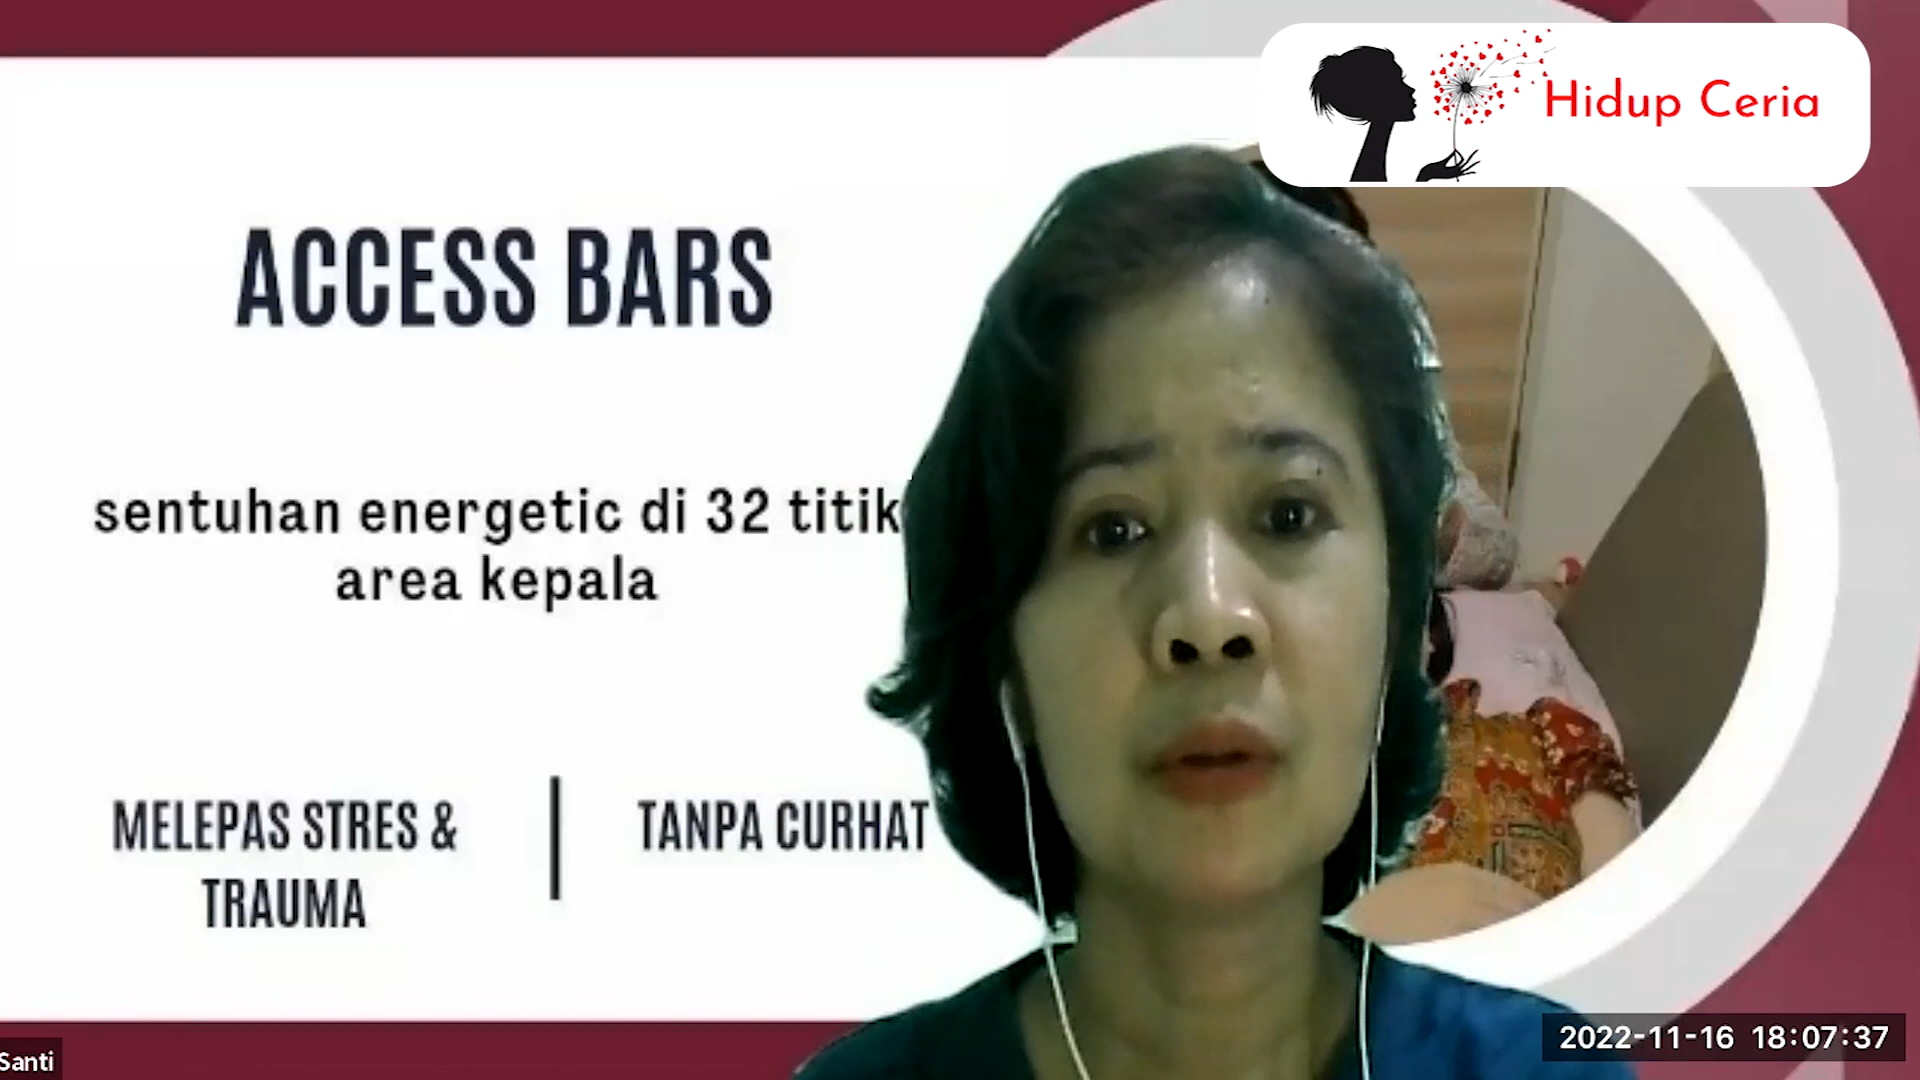 Hidup Ceria
ACCESS BARS
sentuhan energetic di 32 titik
area kepala
MELEPAS STRES &
TRAUMA
TANPA CURHAT
2022-11-16 18:07:37
Santi